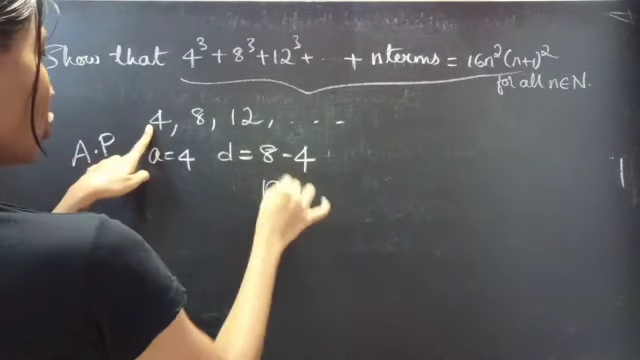 Show that 4³ + 8³ + 12³ + ... + n terms = 16n²(n+1)²
for all n∈N.
4, 8, 12, . . . -
A.P a=4 d=8-4